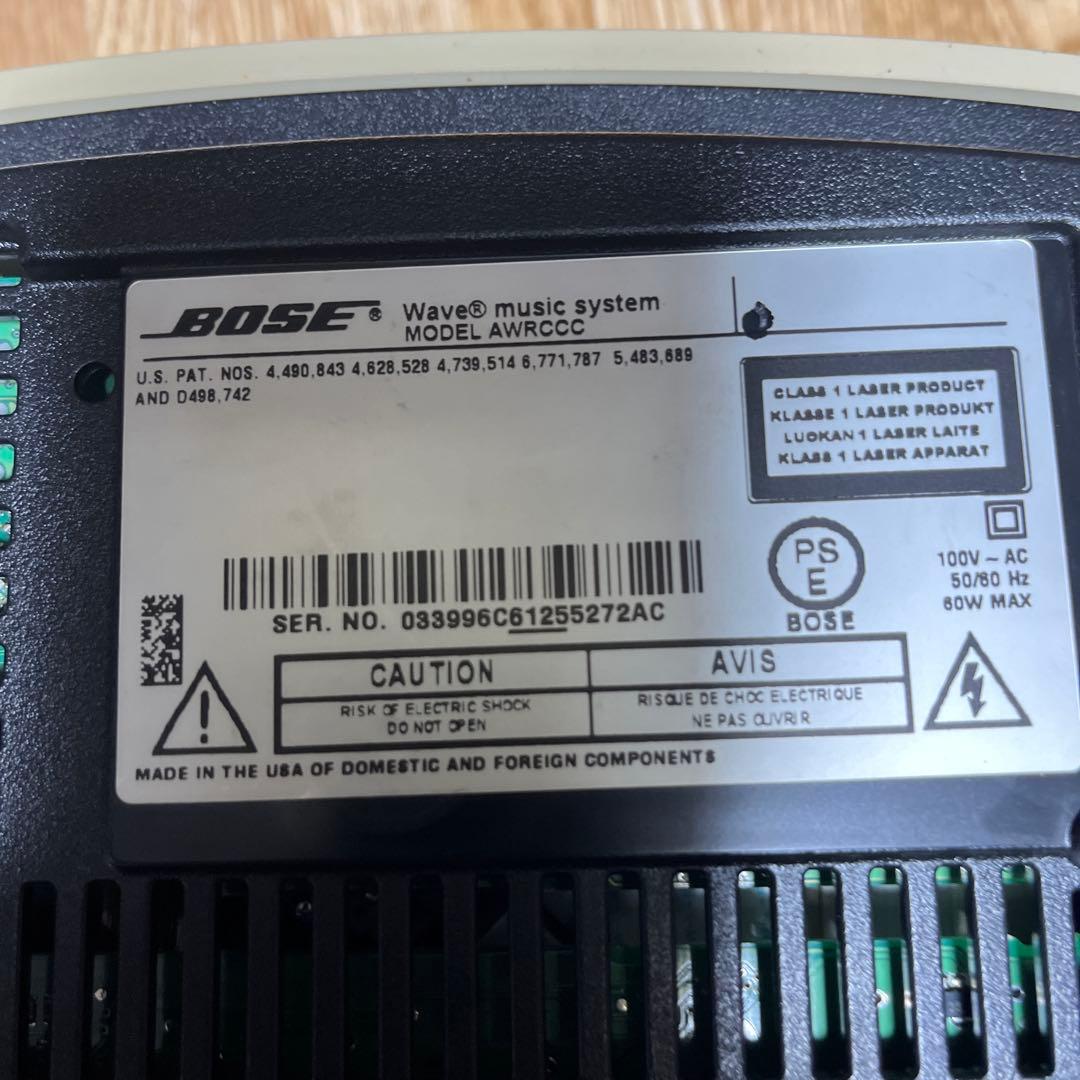 BOSE® Wave® music system
MODEL AWRCCC
U.S. PAT. NOS. 4,490,843 4,628,528 4,739,514 6,771,787 5,483,689
AND D498,742
CLASS 1 LASER PRODUCT
KLASSE 1 LASER PRODUKT
LUOKAN 1 LASER LAITE
KLASS 1 LASER APPARAT
PS
E
BOSE
100V ~ AC
50/60 Hz
60W MAX
SER. NO. 033996C61255272AC
CAUTION
RISK OF ELECTRIC SHOCK
DO NOT OPEN
AVIS
RISQUE DE CHOC ELECTRIQUE
NE PAS OUVRIR
MADE IN THE USA OF DOMESTIC AND FOREIGN COMPONENTS